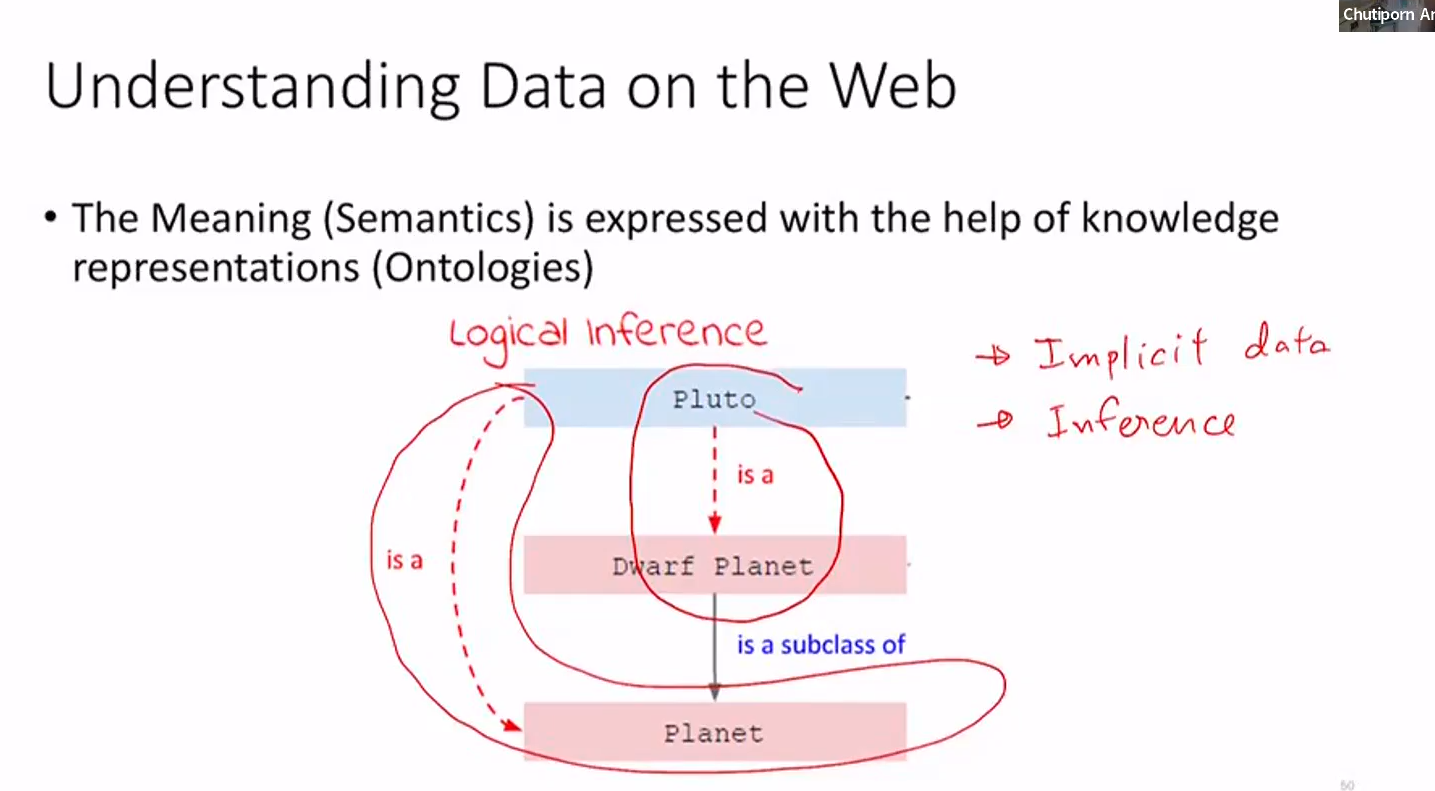 Chutiporn Ar
Understanding Data on the Web
• The Meaning (Semantics) is expressed with the help of knowledge
representations (Ontologies)
Logical Inference
→ Implicit data
Pluto
→ Inference
is a
is a
Dwarf Planet
is a subclass of
Planet
50